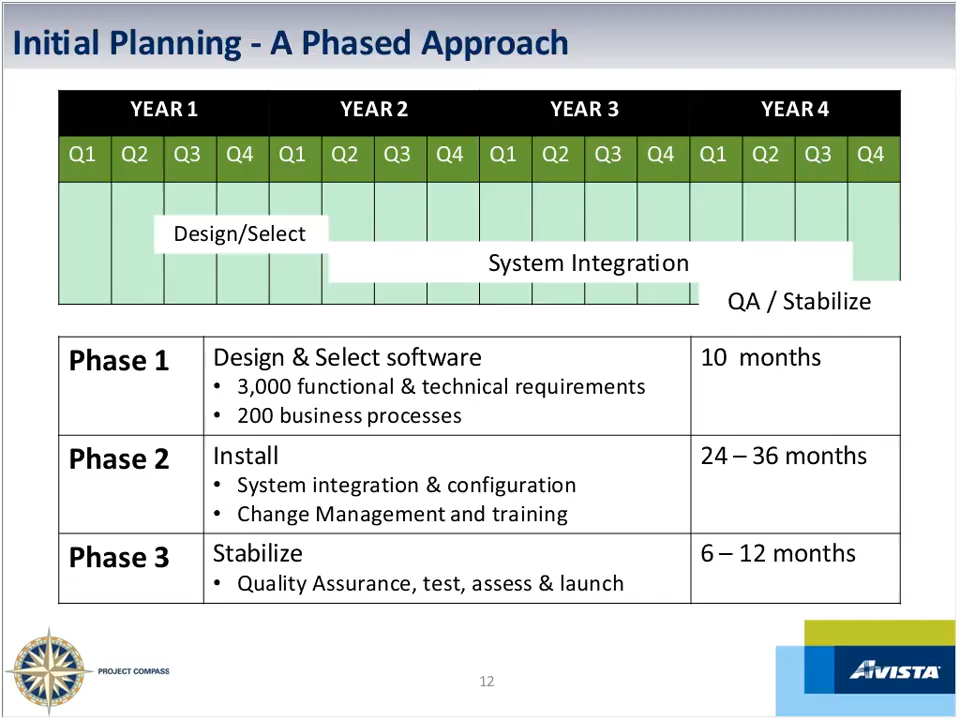 Initial Planning - A Phased Approach
YEAR 1 YEAR 2 YEAR 3 YEAR 4
Q1 Q2 Q3 Q4 Q1 Q2 Q3 Q4 Q1 Q2 Q3 Q4 Q1 Q2 Q3 Q4
Design/Select
System Integration
QA / Stabilize
Phase 1 Design & Select software 10 months
• 3,000 functional & technical requirements
• 200 business processes
Phase 2 Install 24 – 36 months
• System integration & configuration
• Change Management and training
Phase 3 Stabilize 6 – 12 months
• Quality Assurance, test, assess & launch
PROJECT COMPASS
12
AVISTA